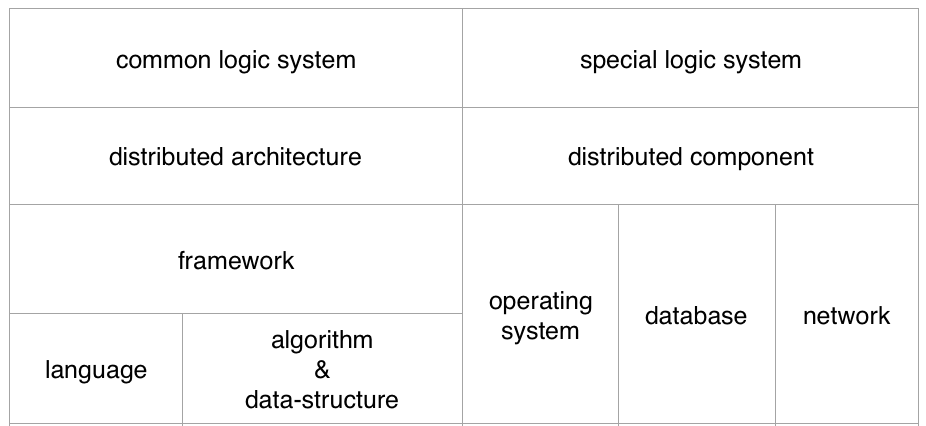 common logic system
special logic system
distributed architecture
distributed component
framework
operating
system
database
network
language
algorithm
&
data-structure